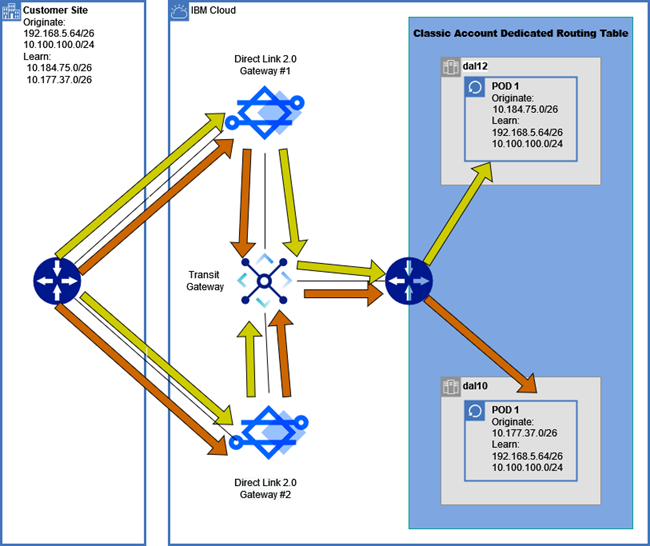 Customer Site
Originate:
192.168.5.64/26
10.100.100.0/24
Learn:
10.184.75.0/26
10.177.37.0/26
IBM Cloud
Direct Link 2.0
Gateway #1
Transit
Gateway
Direct Link 2.0
Gateway #2
Classic Account Dedicated Routing Table
dal12
POD 1
Originate:
10.184.75.0/26
Learn:
192.168.5.64/26
10.100.100.0/24
dal10
POD 1
Originate:
10.177.37.0/26
Learn:
192.168.5.64/26
10.100.100.0/24